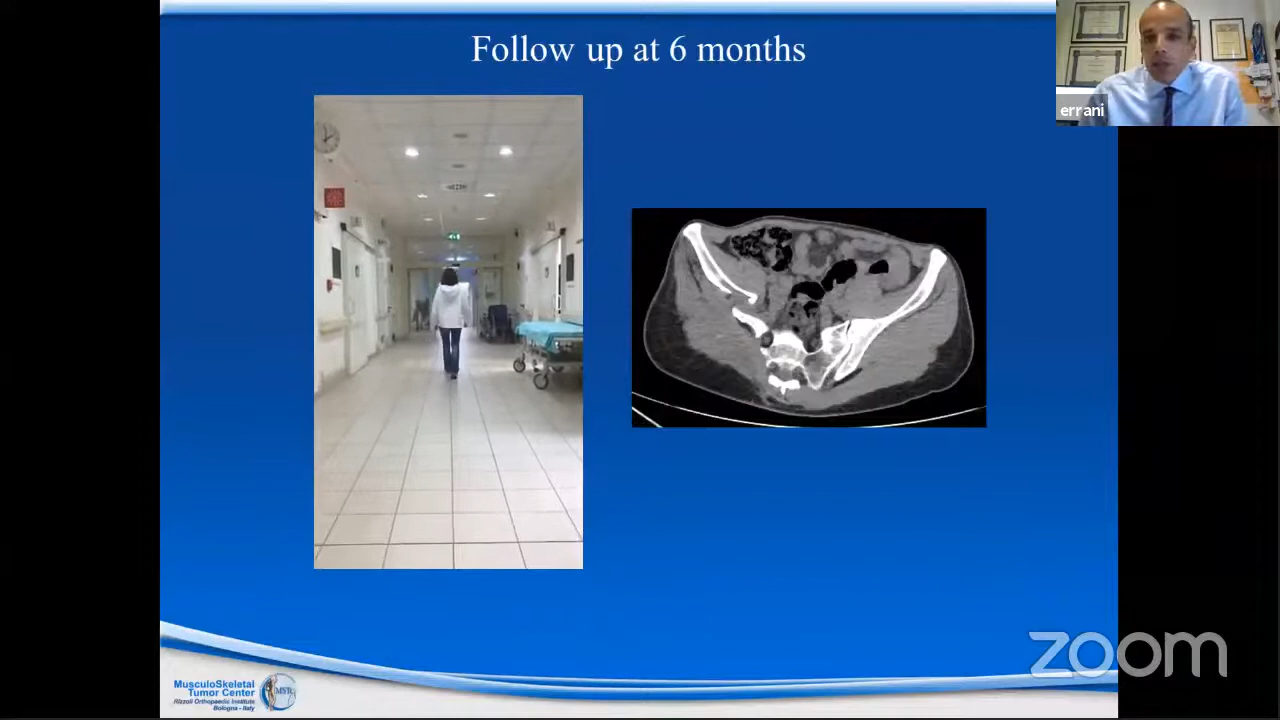 Follow up at 6 months
errani
zoom
MusculoSkeletal
Tumor Center
Rizzoli Orthopaedic Institute
Bologna - Italy